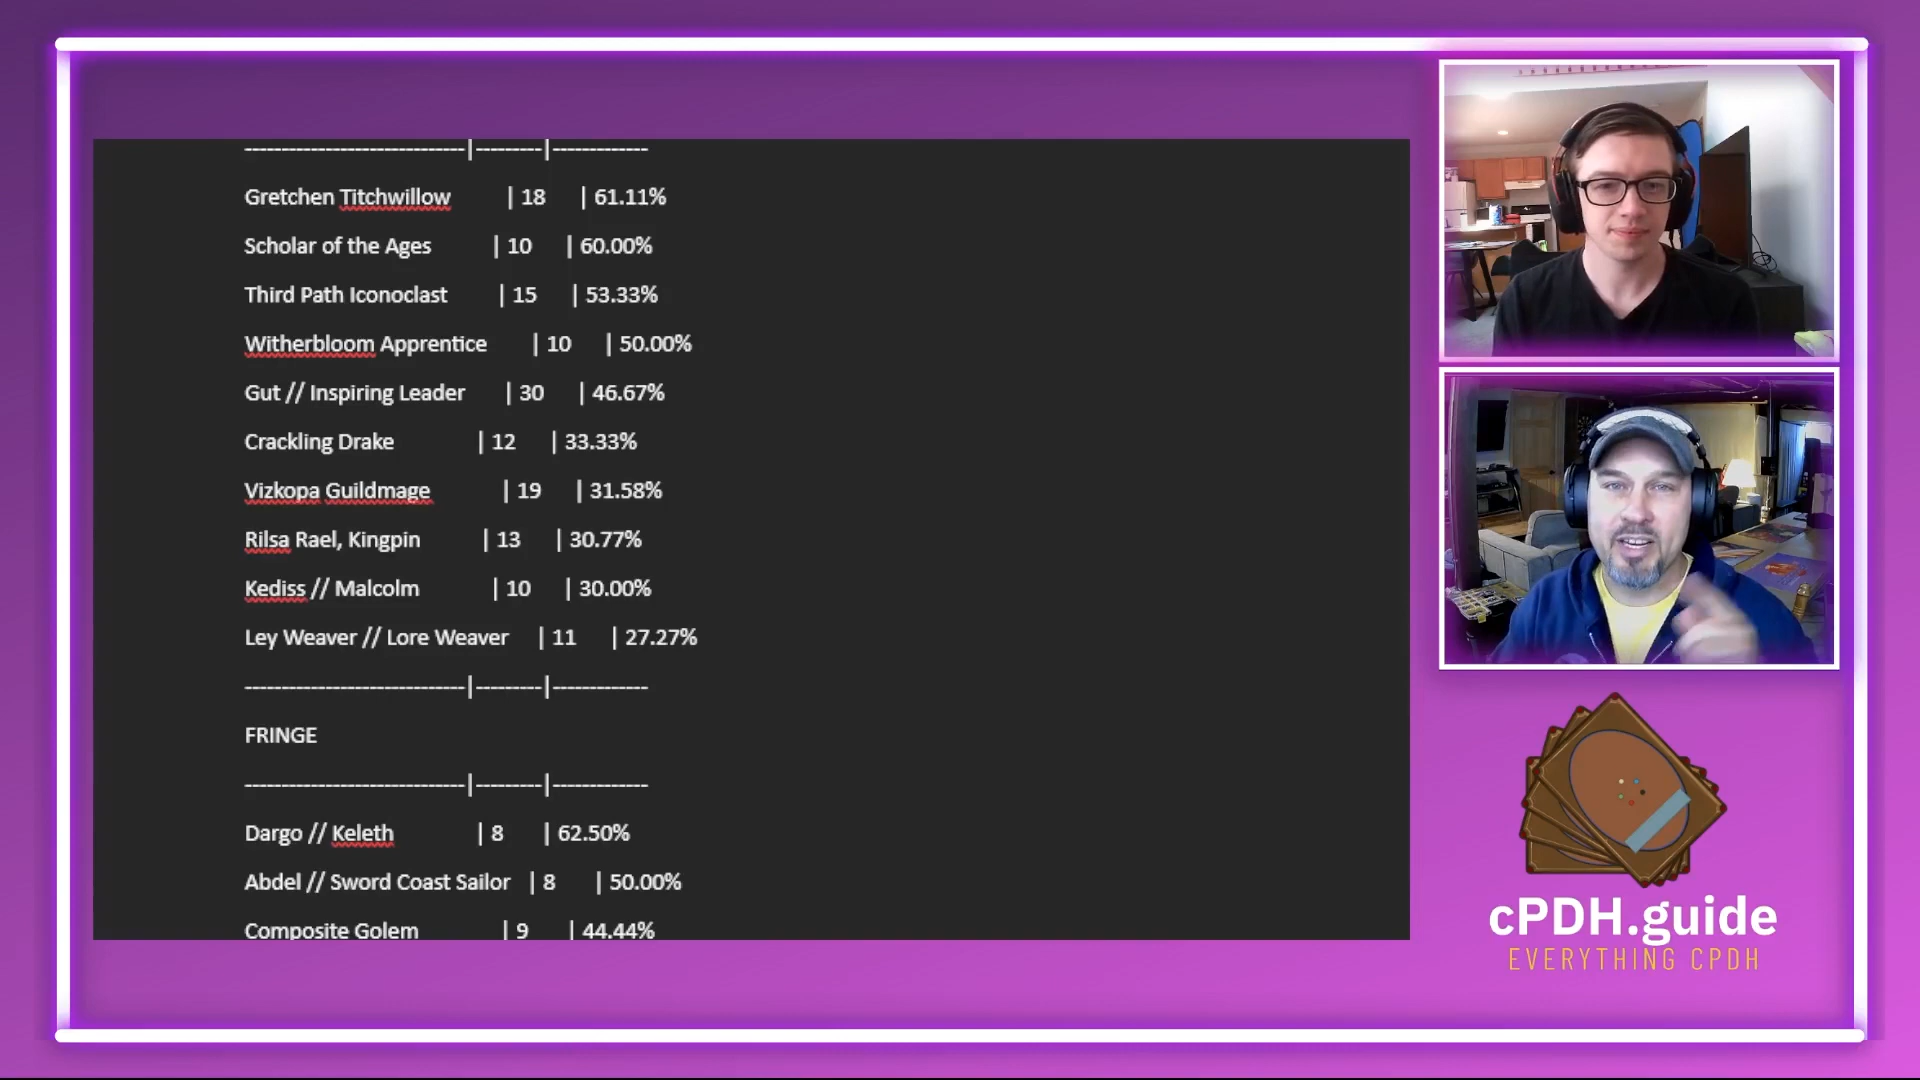 -----------------------------|---------|-------------
Gretchen Titchwillow | 18 | 61.11%
Scholar of the Ages | 10 | 60.00%
Third Path Iconoclast | 15 | 53.33%
Witherbloom Apprentice | 10 | 50.00%
Gut // Inspiring Leader | 30 | 46.67%
Crackling Drake | 12 | 33.33%
Vizkopa Guildmage | 19 | 31.58%
Rilsa Rael, Kingpin | 13 | 30.77%
Kediss // Malcolm | 10 | 30.00%
Ley Weaver // Lore Weaver | 11 | 27.27%
-----------------------------|---------|-------------
FRINGE
-----------------------------|---------|-------------
Dargo // Keleth | 8 | 62.50%
Abdel // Sword Coast Sailor | 8 | 50.00%
Composite Golem | 9 | 44.44%
cPDH.guide
EVERYTHING CPDH